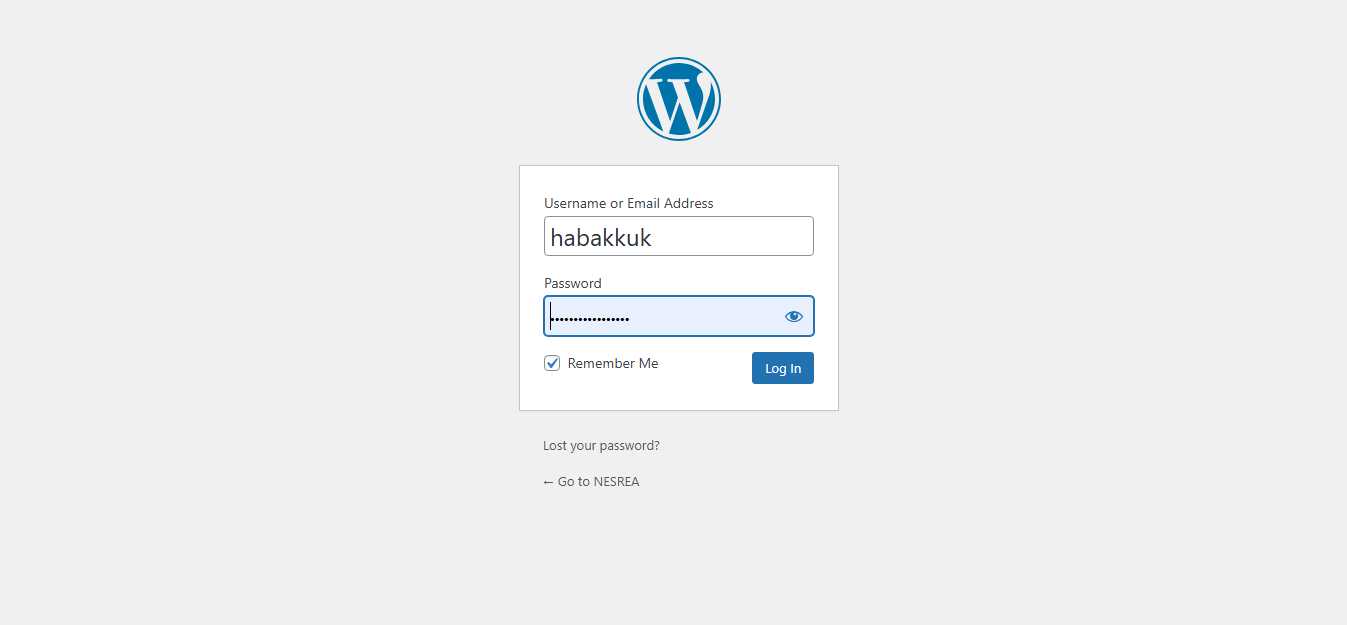 Username or Email Address
habakkuk
Password
•••••••••••••••••
Remember Me
Log In
Lost your password?
← Go to NESREA